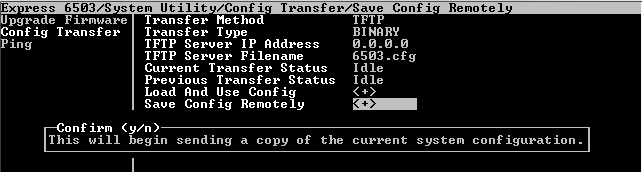 Express 6503/System Utility/Config Transfer/Save Config Remotely
Upgrade Firmware Transfer Method TFTP
Config Transfer Transfer Type BINARY
Ping TFTP Server IP Address 0.0.0.0
TFTP Server Filename 6503.cfg
Current Transfer Status Idle
Previous Transfer Status Idle
Load And Use Config <+>
Save Config Remotely <+>
Confirm (y/n)
This will begin sending a copy of the current system configuration.